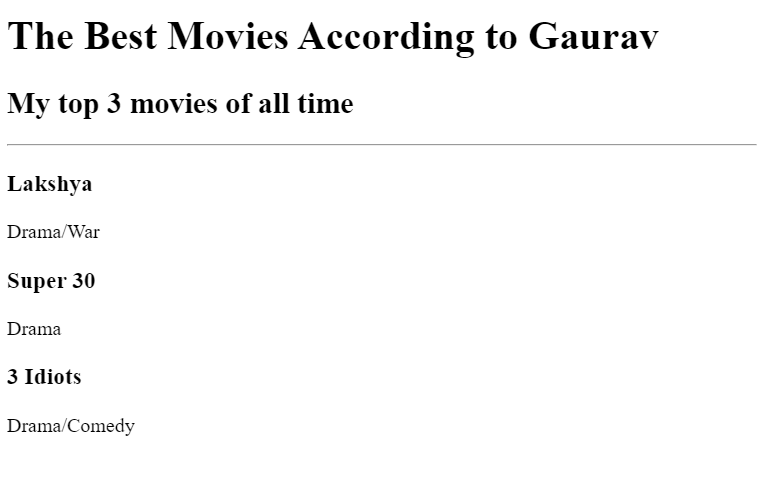 The Best Movies According to Gaurav
My top 3 movies of all time
Lakshya
Drama/War
Super 30
Drama
3 Idiots
Drama/Comedy